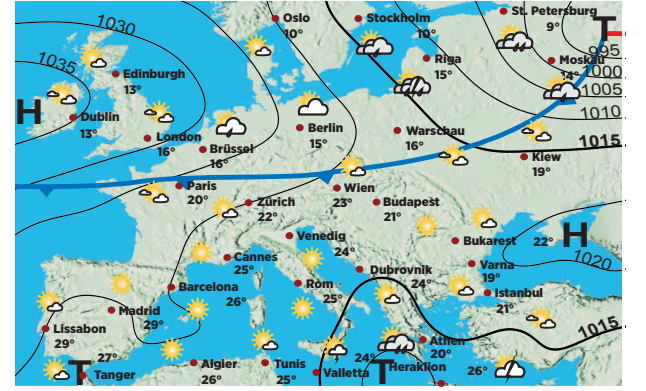 Oslo
10°
Stockholm
10°
St. Petersburg
9°
T
1030
1035
995
1000
1005
1010
1015
Riga
15°
Moskau
14°
Edinburgh
13°
H
Dublin
13°
London
16°
Brüssel
16°
Berlin
15°
Warschau
16°
Kiew
19°
Paris
20°
Zürich
22°
Wien
23°
Budapest
21°
Venedig
24°
Bukarest
22°
H
1020
Cannes
25°
Dubrovnik
24°
Varna
19°
Barcelona
26°
Rom
25°
Istanbul
21°
Madrid
29°
Lissabon
29°
1015
27°
T
Tanger
Algier
26°
Tunis
25°
Valletta
24°
T
Athen
20°
Heraklion
26°